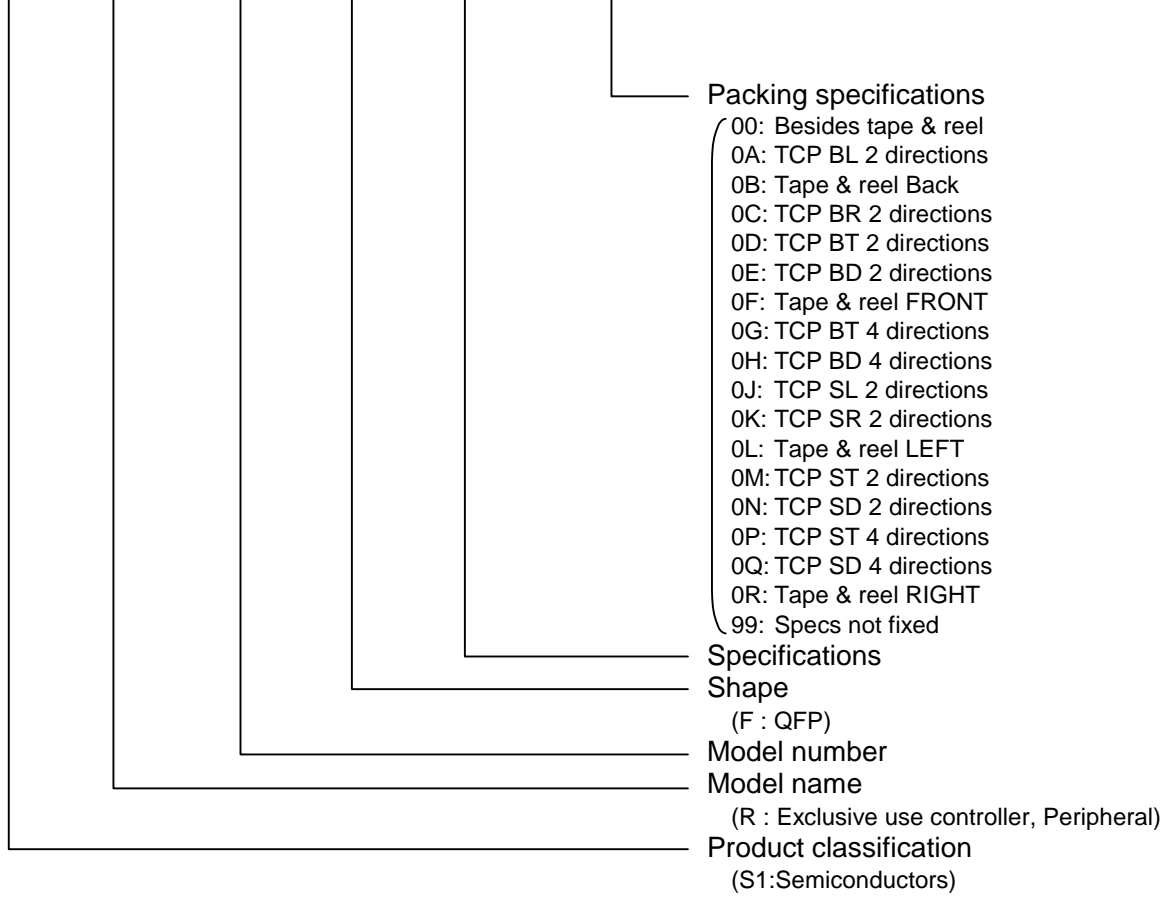 Packing specifications
00: Besides tape & reel
0A: TCP BL 2 directions
0B: Tape & reel Back
0C: TCP BR 2 directions
0D: TCP BT 2 directions
0E: TCP BD 2 directions
0F: Tape & reel FRONT
0G: TCP BT 4 directions
0H: TCP BD 4 directions
0J: TCP SL 2 directions
0K: TCP SR 2 directions
0L: Tape & reel LEFT
0M: TCP ST 2 directions
0N: TCP SD 2 directions
0P: TCP ST 4 directions
0Q: TCP SD 4 directions
0R: Tape & reel RIGHT
99: Specs not fixed
Specifications
Shape
(F : QFP)
Model number
Model name
(R : Exclusive use controller, Peripheral)
Product classification
(S1:Semiconductors)